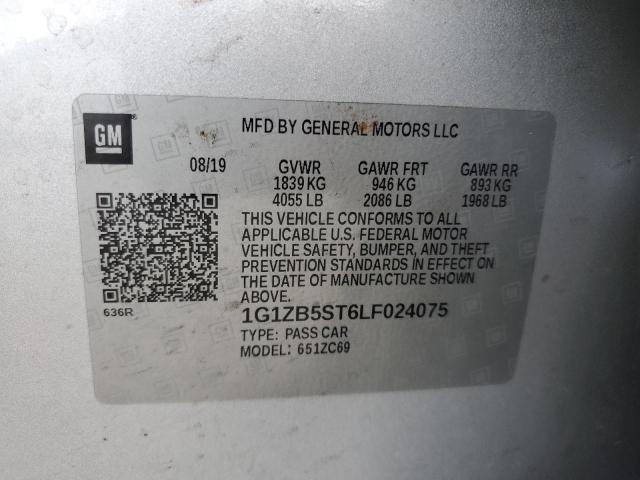 GM
MFD BY GENERAL MOTORS LLC
08/19 GVWR GAWR FRT GAWR RR
1839 KG 946 KG 893 KG
4055 LB 2086 LB 1968 LB
THIS VEHICLE CONFORMS TO ALL
APPLICABLE U.S. FEDERAL MOTOR
VEHICLE SAFETY, BUMPER, AND THEFT
PREVENTION STANDARDS IN EFFECT ON
THE DATE OF MANUFACTURE SHOWN
ABOVE.
636R
1G1ZB5ST6LF024075
TYPE: PASS CAR
MODEL: 651ZC69